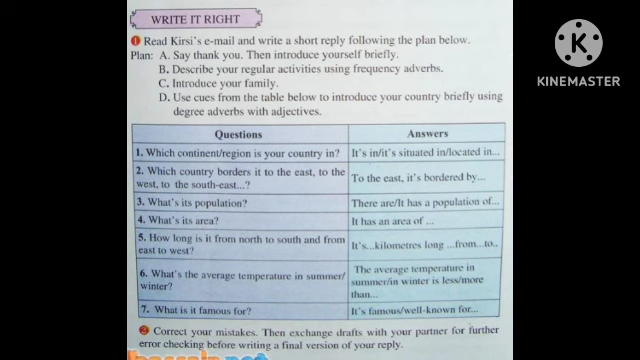 WRITE IT RIGHT
1 Read Kirsi's e-mail and write a short reply following the plan below.
Plan: A. Say thank you. Then introduce yourself briefly.
B. Describe your regular activities using frequency adverbs.
C. Introduce your family.
D. Use cues from the table below to introduce your country briefly using
degree adverbs with adjectives.
Questions
Answers
1. Which continent/region is your country in?
It's in/it's situated in/located in...
2. Which country borders it to the east, to the
west, to the south-east...?
To the east, it's bordered by...
3. What's its population?
There are/It has a population of...
4. What's its area?
It has an area of ...
5. How long is it from north to south and from
east to west?
It's...kilometres long ...from...to..
6. What's the average temperature in summer/
winter?
The average temperature in
summer/in winter is less/more
than...
7. What is it famous for?
It's famous/well-known for...
2 Correct your mistakes. Then exchange drafts with your partner for further
error checking before writing a final version of your reply.
K
KINEMASTER